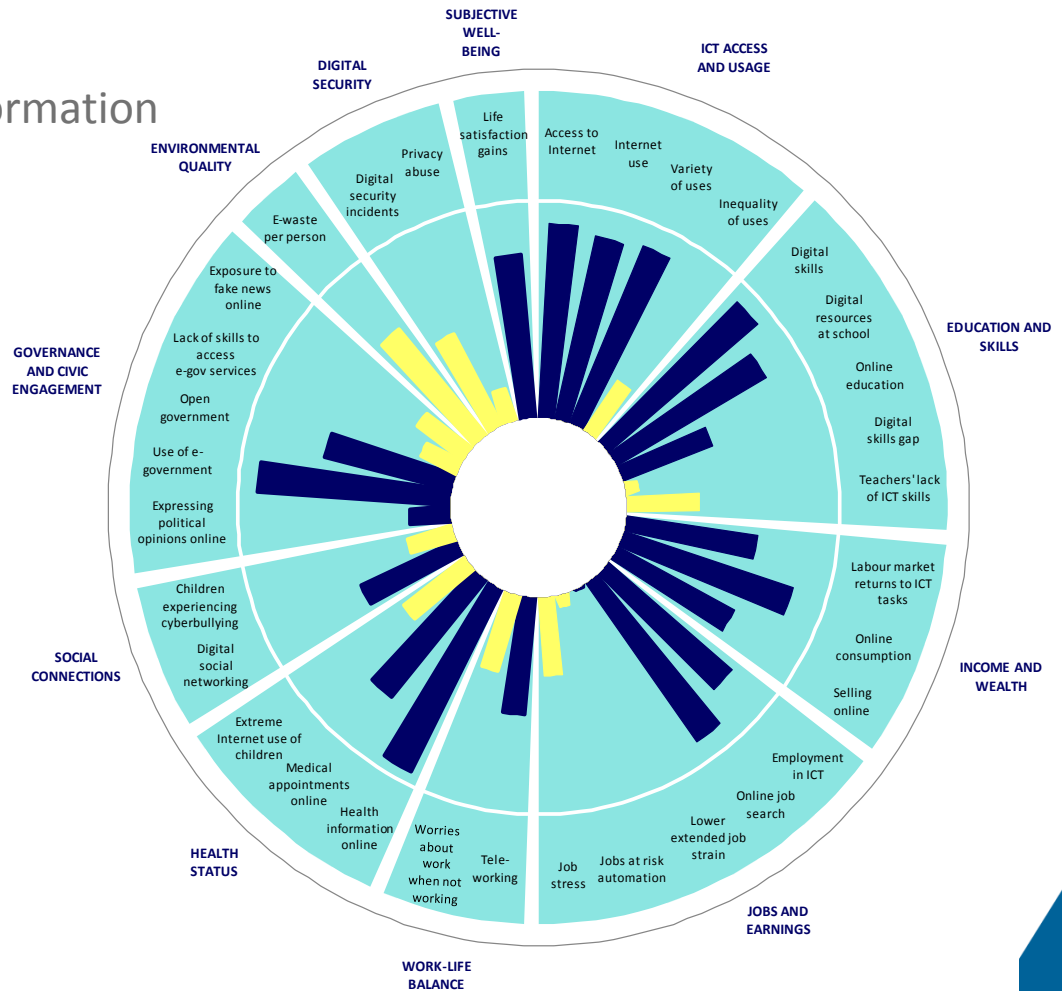 ormation
SUBJECTIVE
WELL-
BEING
ICT ACCESS
AND USAGE
EDUCATION AND
SKILLS
INCOME AND
WEALTH
JOBS AND
EARNINGS
WORK-LIFE
BALANCE
HEALTH
STATUS
SOCIAL
CONNECTIONS
GOVERNANCE
AND CIVIC
ENGAGEMENT
ENVIRONMENTAL
QUALITY
DIGITAL
SECURITY
Life
satisfaction
gains
Access to
Internet
Internet
use
Variety
of uses
Inequality
of uses
Digital
skills
Digital
resources
at school
Online
education
Digital
skills gap
Teachers' lack
of ICT skills
Labour market
returns to ICT
tasks
Online
consumption
Selling
online
Employment
in ICT
Online job
search
Lower
extended job
strain
Jobs at risk
automation
Job
stress
Tele-
working
Worries
about
work
when not
working
Health
information
online
Medical
appointments
online
Extreme
Internet use of
children
Digital
social
networking
Children
experiencing
cyberbullying
Expressing
political
opinions online
Use of e-
government
Open
government
Lack of skills to
access
e-gov services
Exposure to
fake news
online
E-waste
per person
Digital
security
incidents
Privacy
abuse